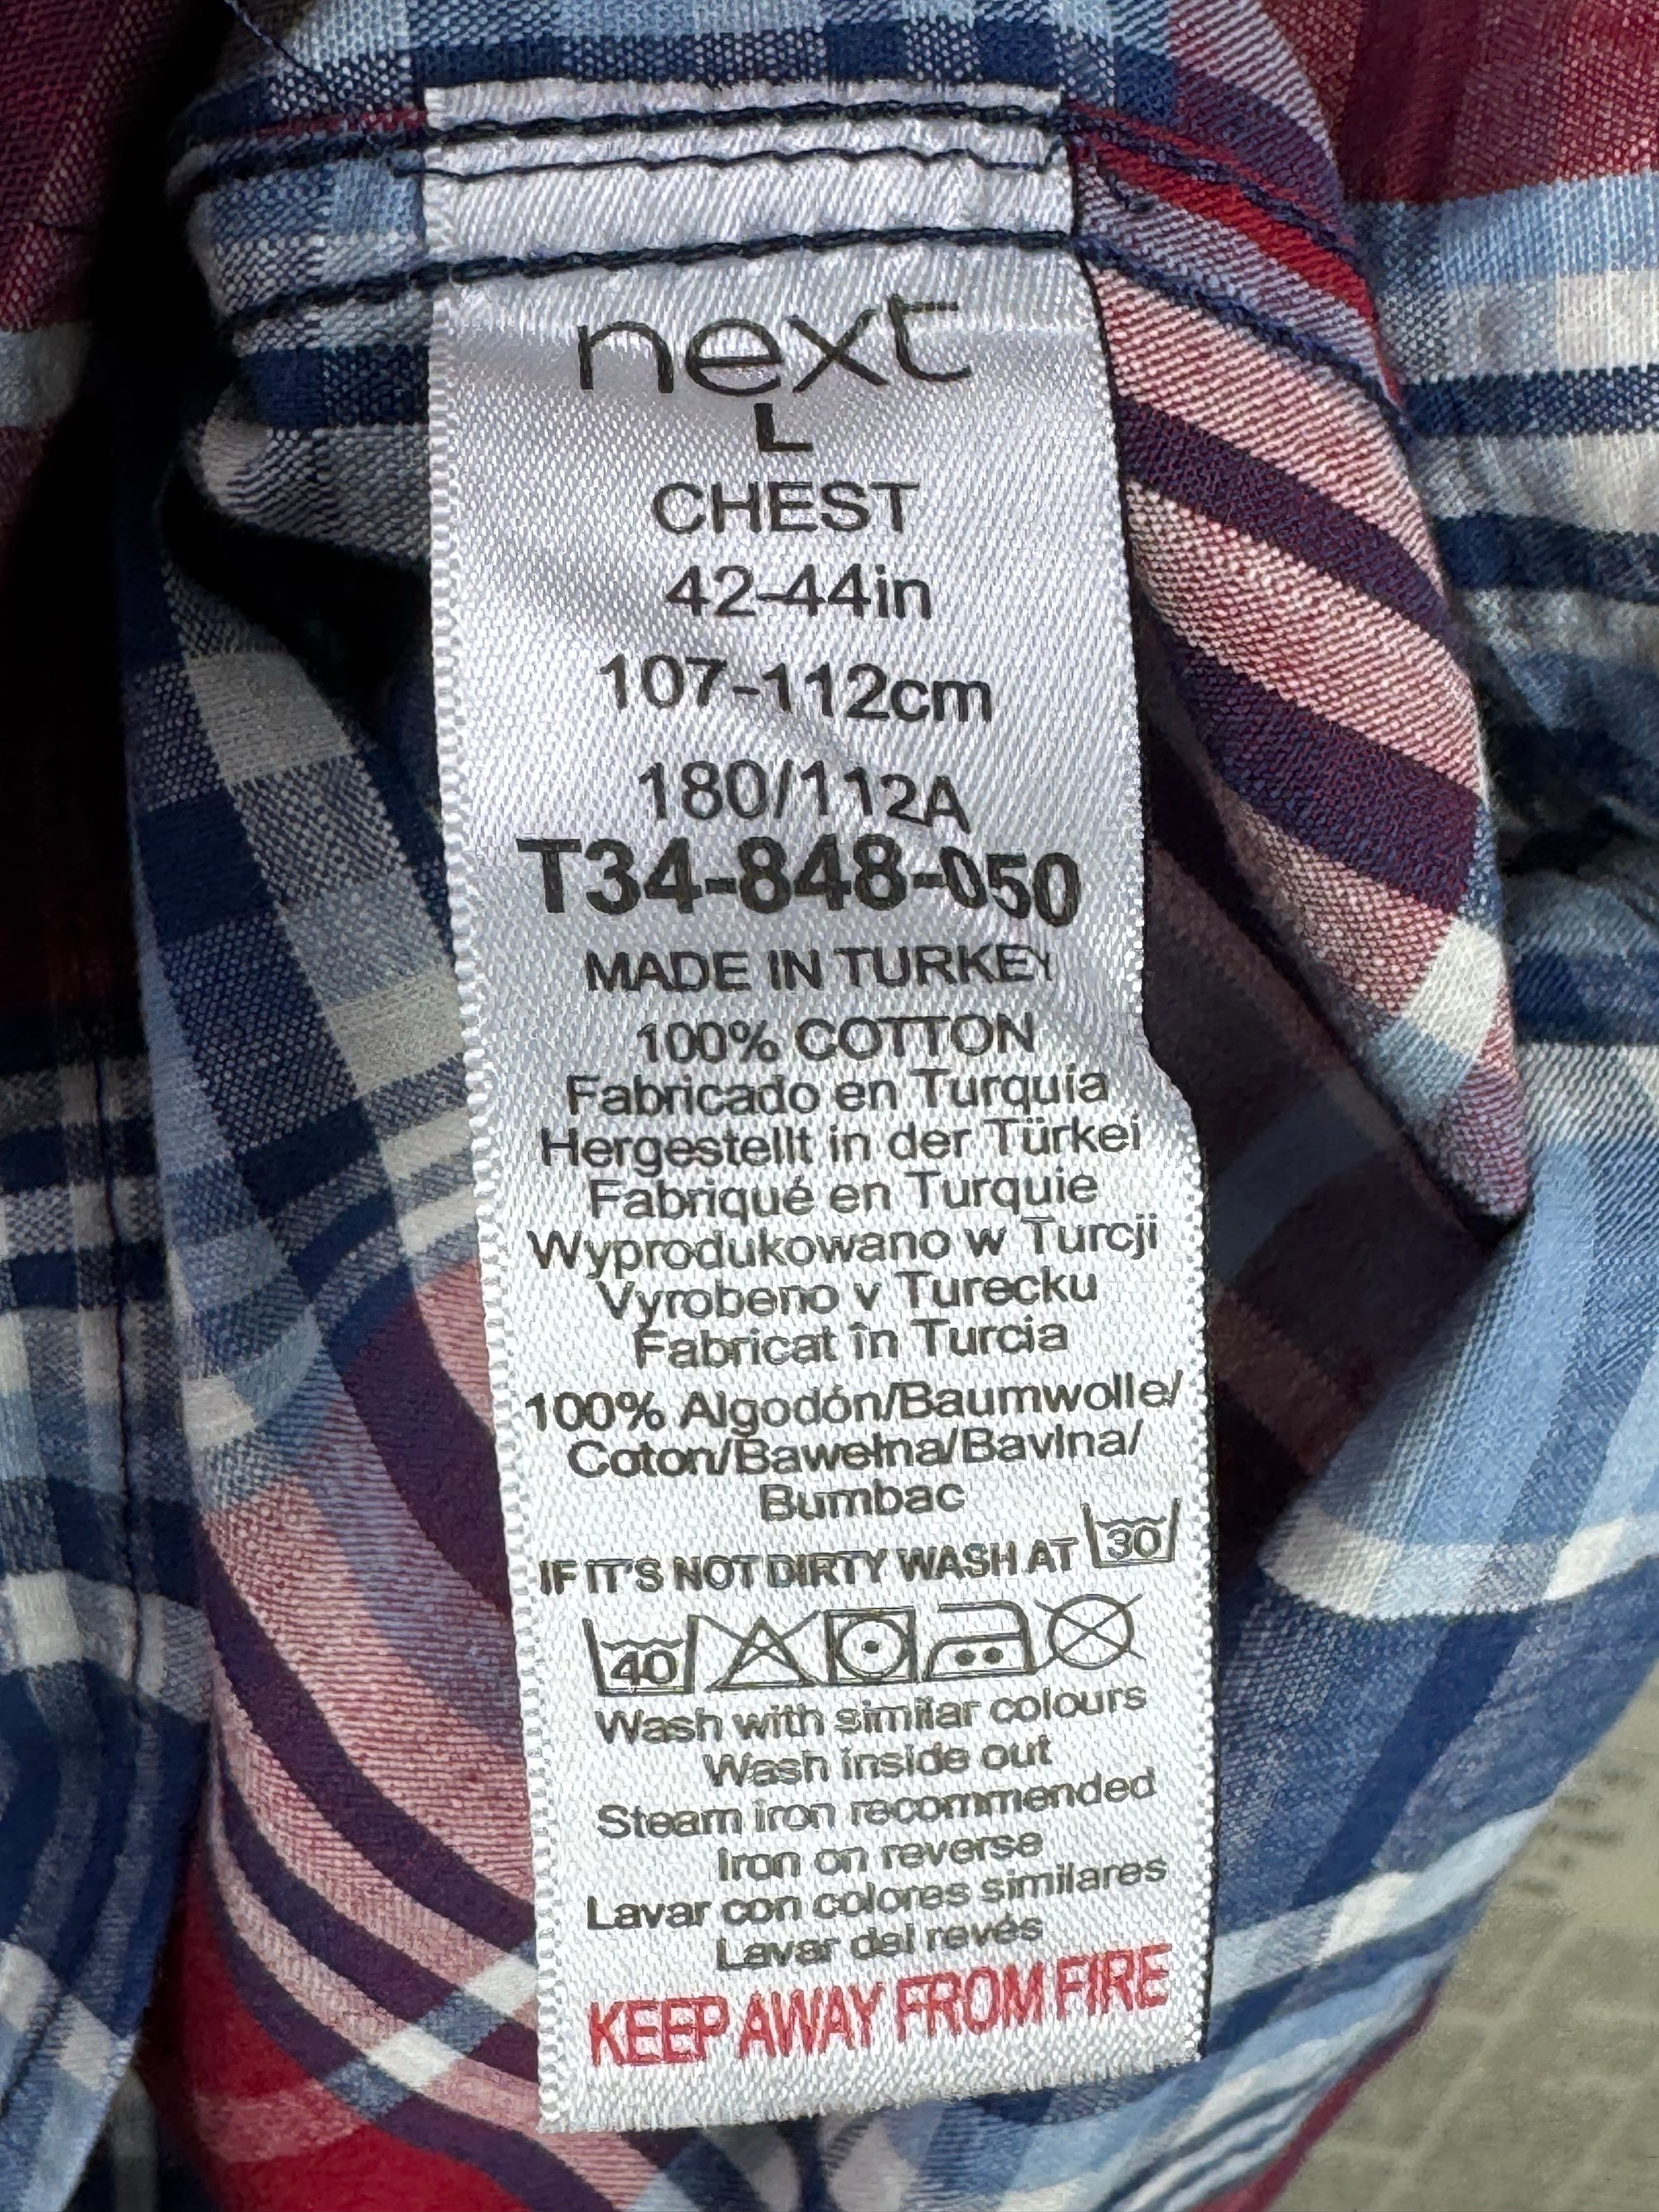 next
L
CHEST
42-44in
107-112cm
180/112A
T34-848-050
MADE IN TURKEY
100% COTTON
Fabricado en Turquía
Hergestellt in der Türkei
Fabriqué en Turquie
Wyprodukowano w Turcji
Vyrobeno v Turecku
Fabricat în Turcia
100% Algodón/Baumwolle/
Coton/Bawełna/Bavlna/
Bumbac
IF IT'S NOT DIRTY WASH AT 30
40
Wash with similar colours
Wash inside out
Steam iron recommended
Iron on reverse
Lavar con colores similares
Lavar del revés
KEEP AWAY FROM FIRE